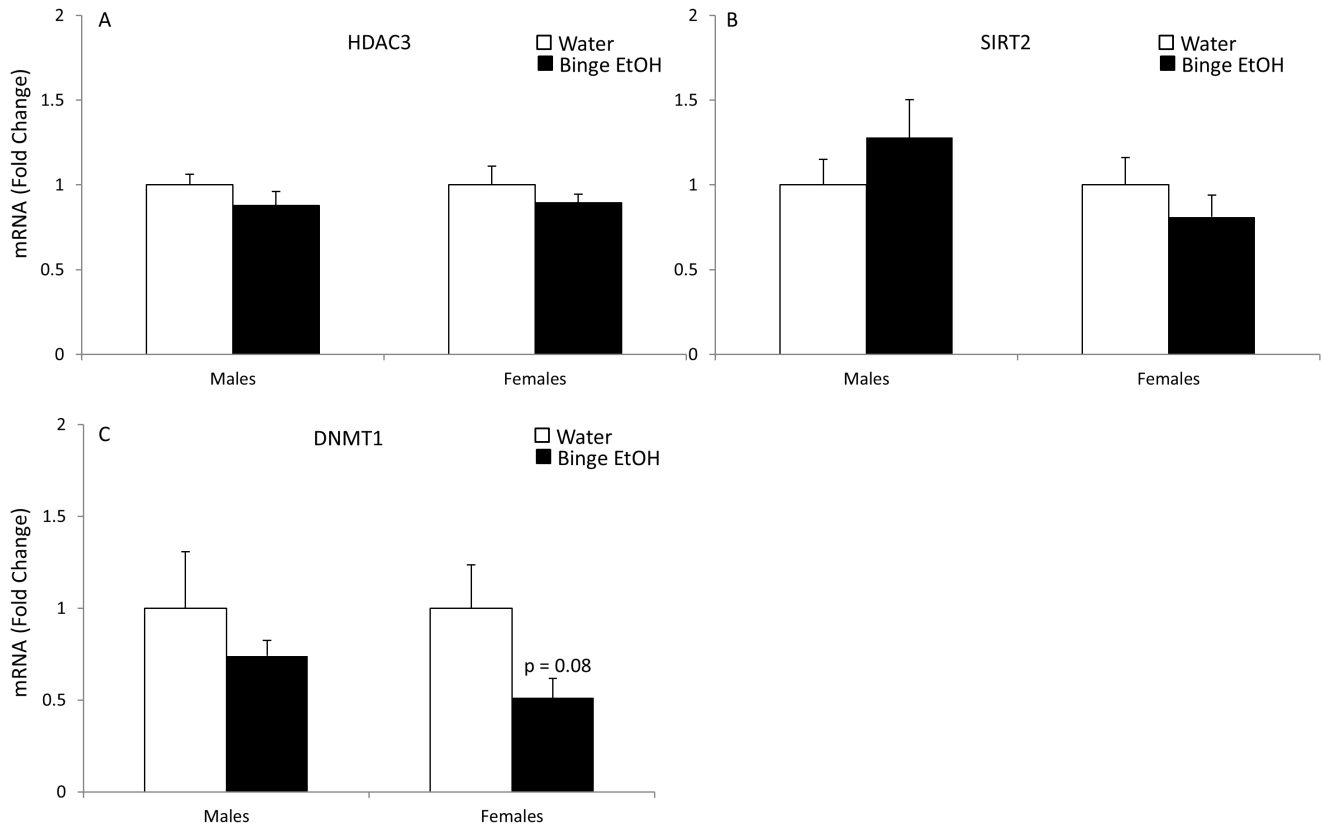 A
HDAC3
Water
Binge EtOH
mRNA (Fold Change)
2
1.5
1
0.5
0
Males
Females
B
SIRT2
Water
Binge EtOH
2
1.5
1
0.5
0
Males
Females
C
DNMT1
Water
Binge EtOH
mRNA (Fold Change)
2
1.5
1
0.5
0
p = 0.08
Males
Females